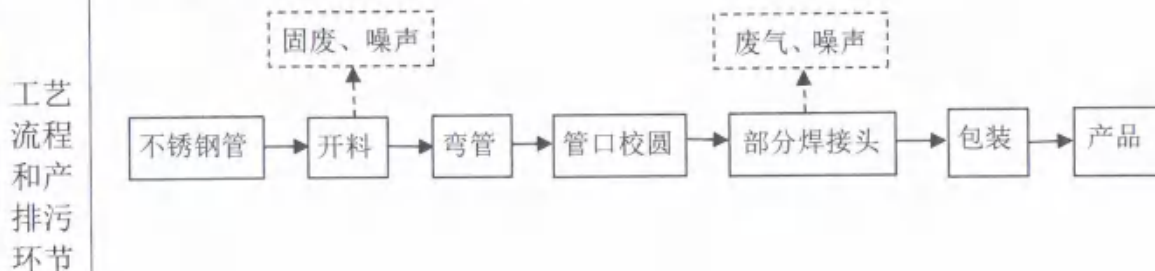 工艺
流程
和产
排污
环节
固废、噪声
废气、噪声
不锈钢管
开料
弯管
管口校圆
部分焊接头
包装
产品